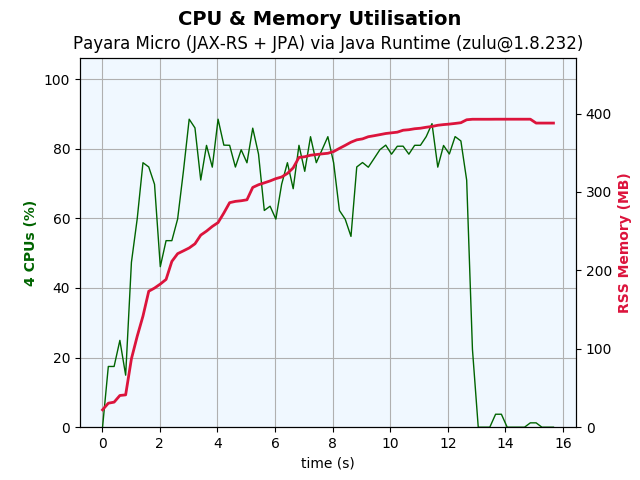 CPU & Memory Utilisation
Payara Micro (JAX-RS + JPA) via Java Runtime (zulu@1.8.232)
100
80
60
40
20
0
4 CPUs (%)
400
300
200
100
0
RSS Memory (MB)
0 2 4 6 8 10 12 14 16
time (s)